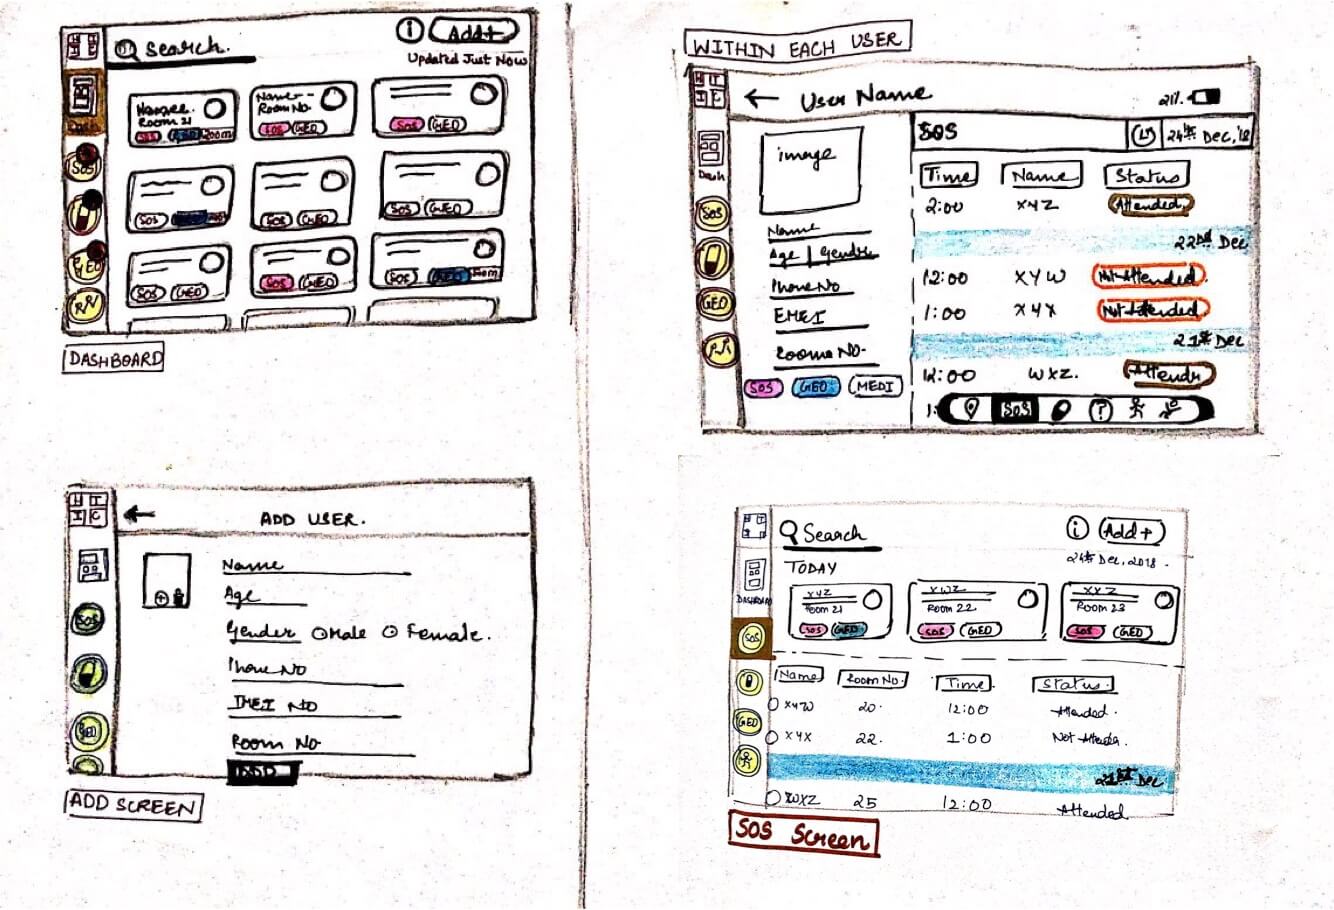 Search.
i Add+
Updated Just Now
Dash
SOS
GEO
Room 21
SOS GEO Room
Name--
Room No.
SOS GEO
SOS GEO
SOS
SOS GEO
SOS GEO
SOS GEO
SOS GEO
SOS GEO Room
DASHBOARD
WITHIN EACH USER
H I
I C
← User Name
21%
Dash
SOS
GEO
image
Name
Age | Gender
Phone No
EMEI
Room NO.
SOS GEO MEDI
SOS
24th Dec,'18
Time Name Status
2:00 XYZ Attended.
22nd Dec
12:00 XYW Not-Attended.
1:00 XYX Not-Attended
21st Dec
12:00 WXZ. Attende
1:
SOS ?
H I
I C
← ADD USER.
SOS
GEO
Name
Age
Gender Male Female.
Phone No
IMEI NO
Room No.
ADD
ADD SCREEN
Search
i Add+
24th Dec, 2018.
TODAY
DASHBOARD
SOS
GEO
XYZ
Room 21
SOS GEO
XWZ
Room 22
SOS GEO
XXZ
Room 23
SOS GEO
Name Room No. Time. Status.
XYW 20. 12:00 Attended.
XYX 22. 1:00 Not Attender.
Dec
WXZ 25 12:00 Attended
SOS Screen